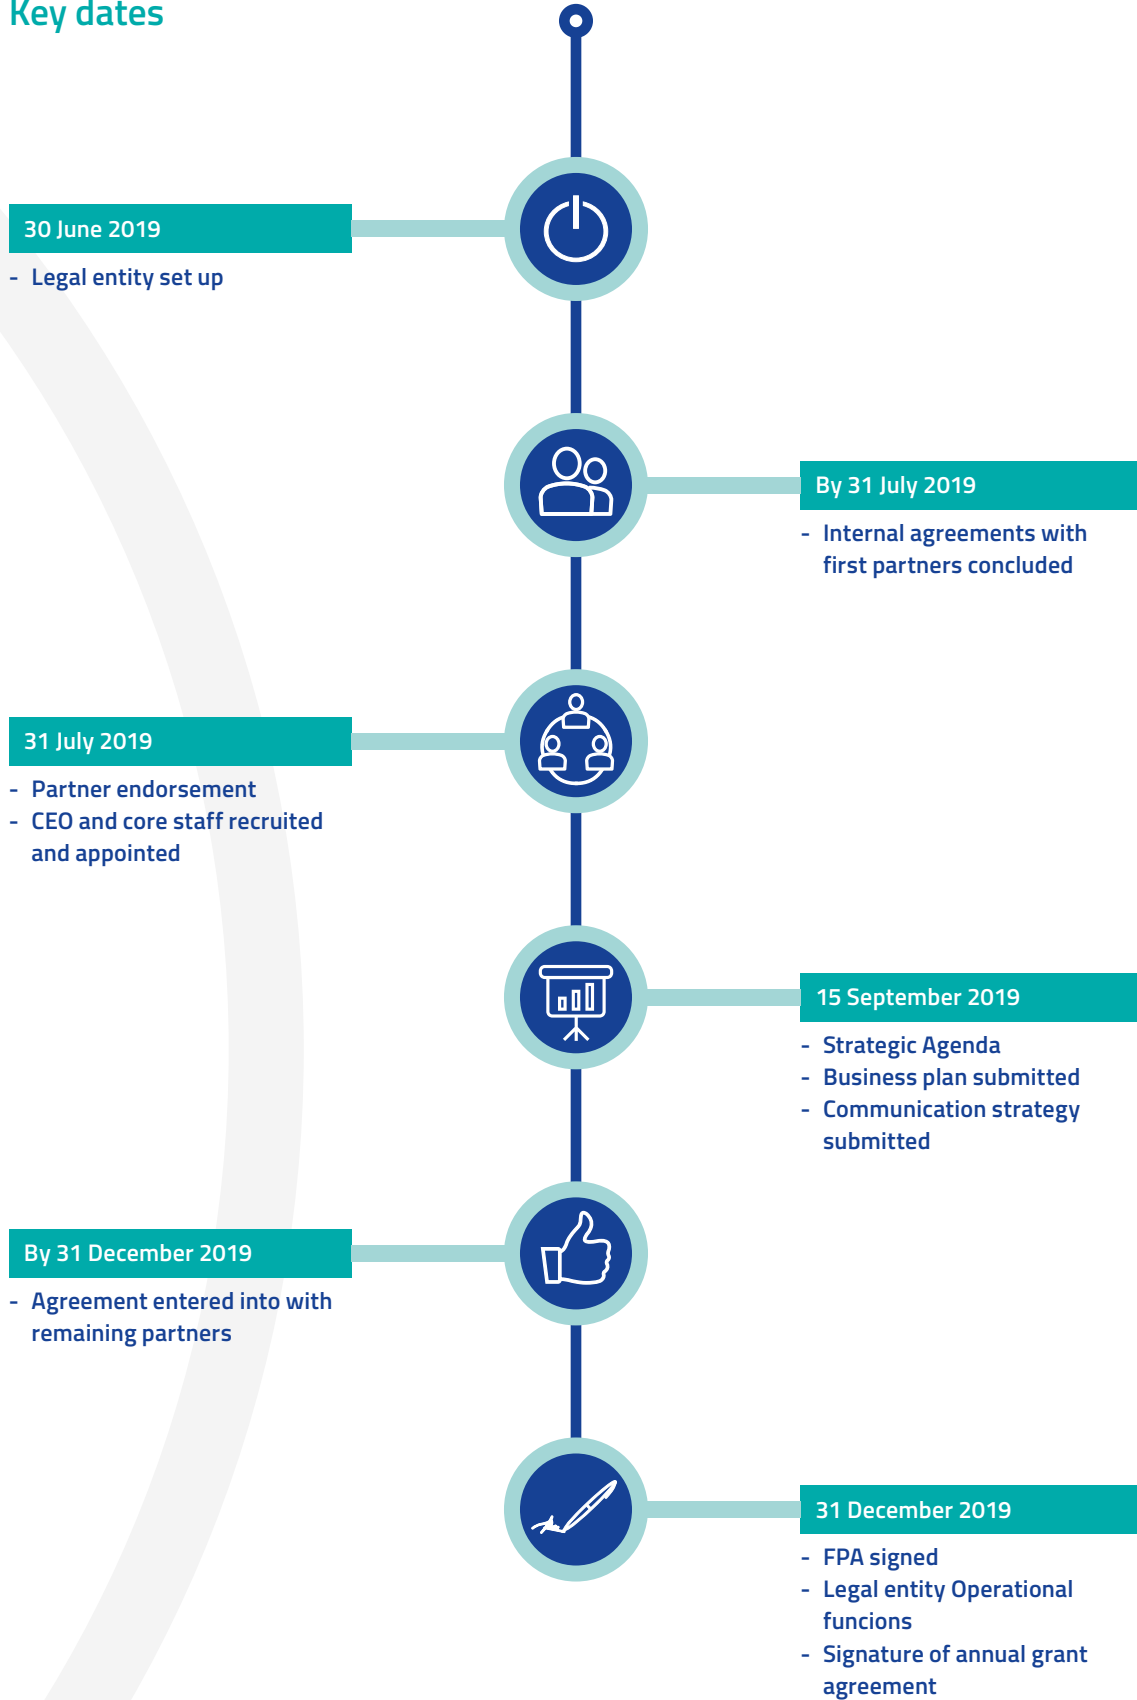 Key dates
30 June 2019
- Legal entity set up
By 31 July 2019
- Internal agreements with
first partners concluded
31 July 2019
- Partner endorsement
- CEO and core staff recruited
and appointed
15 September 2019
- Strategic Agenda
- Business plan submitted
- Communication strategy
submitted
By 31 December 2019
- Agreement entered into with
remaining partners
31 December 2019
- FPA signed
- Legal entity Operational
funcions
- Signature of annual grant
agreement